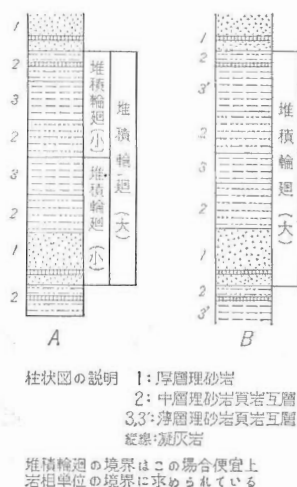 1
2
3
2
3
2
1
2
堆積輪廻(小)
堆積輪廻(小)
堆積輪廻(大)
A
1
2
3'
2
3
2
1
2
3'
堆積輪廻(大)
B
柱状図の説明 1:厚層理砂岩
2:中層理砂岩頁岩互層
3,3':薄層理砂岩頁岩互層
縦線:凝灰岩
堆積輪廻の境界はこの場合便宜上
岩相単位の境界に求められている